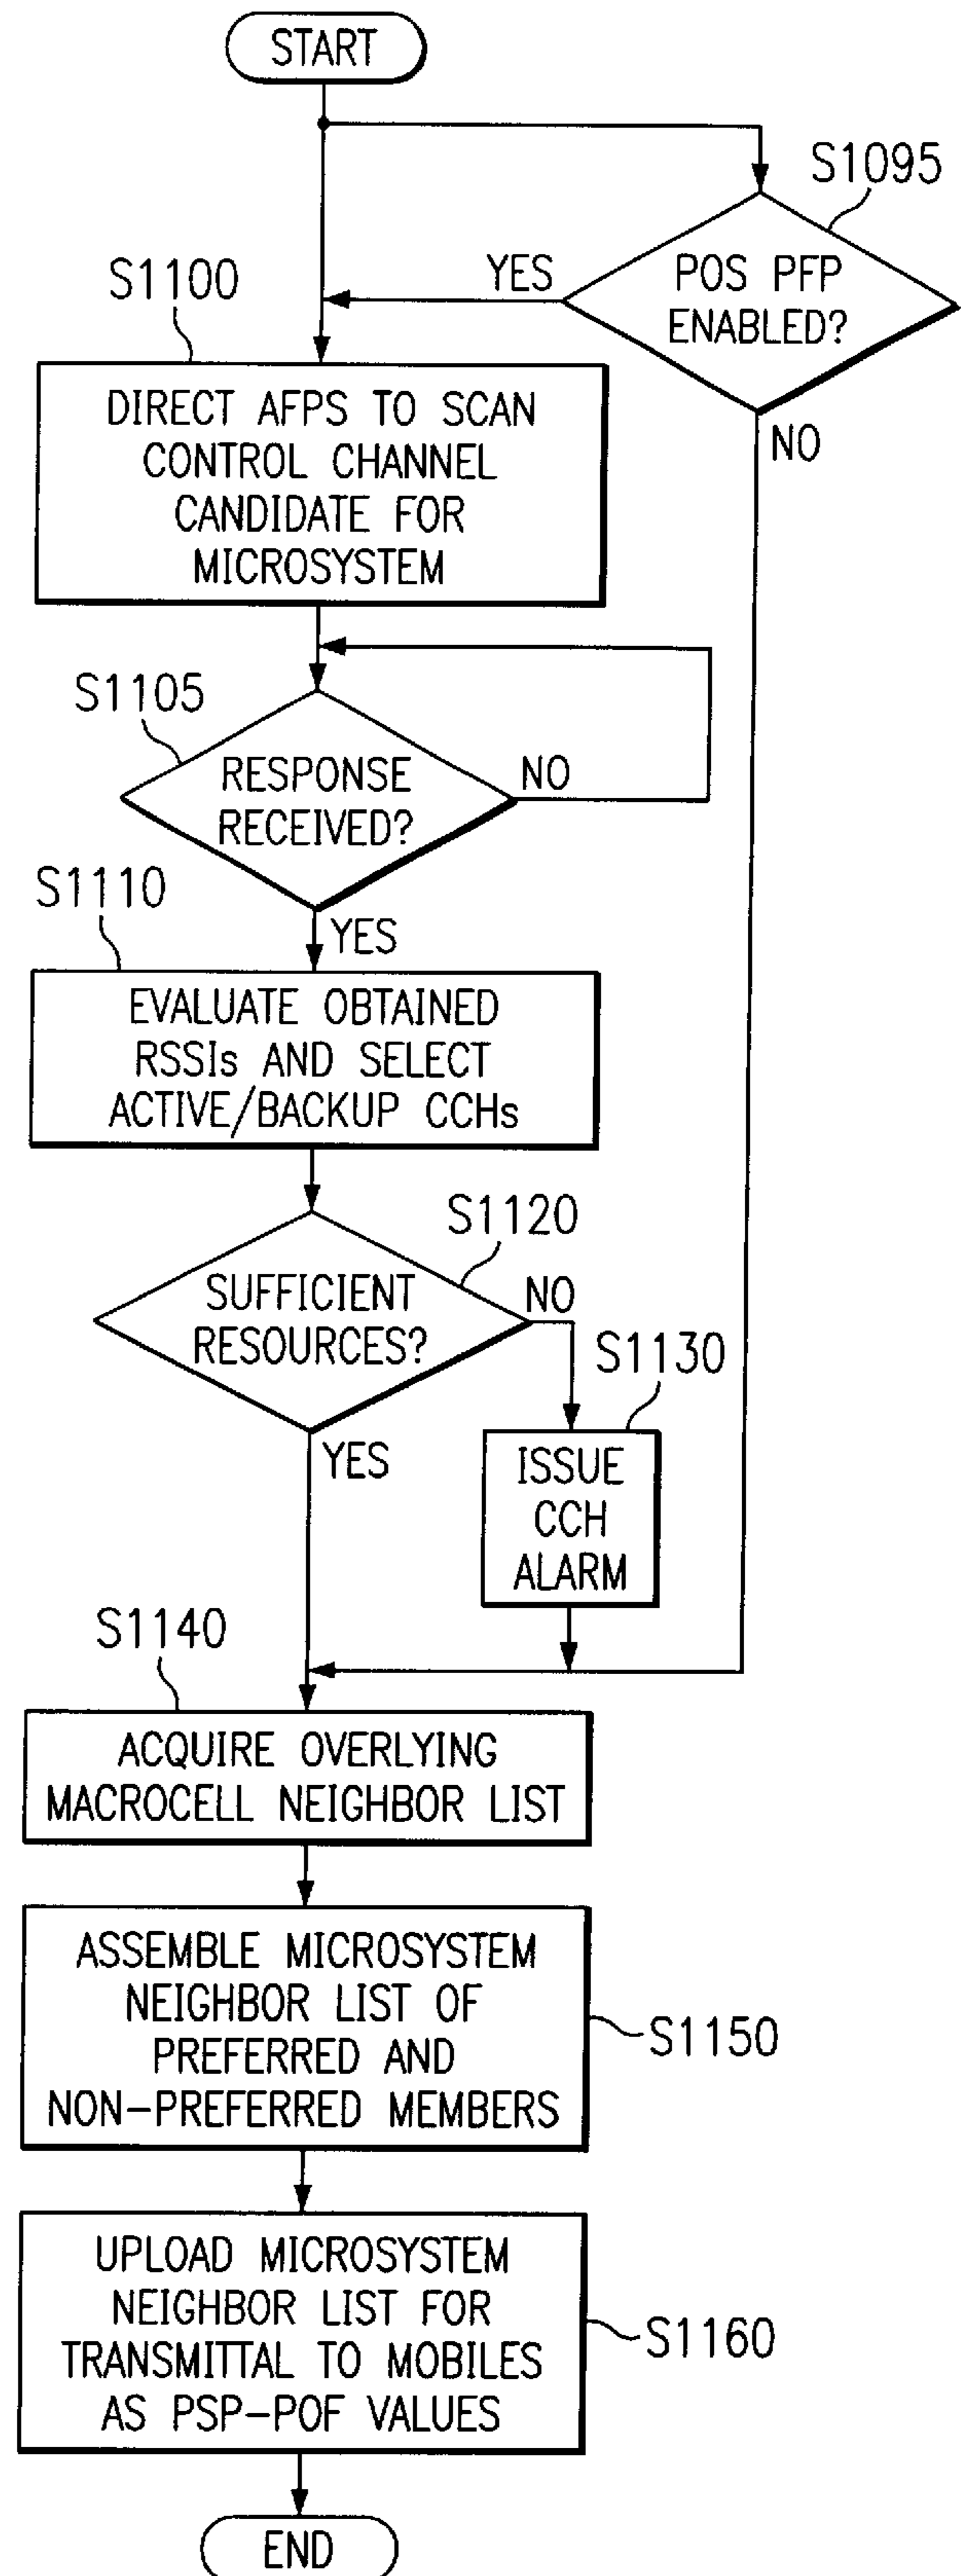 START
S1095
POS PFP
ENABLED?
YES
NO
S1100
DIRECT AFPS TO SCAN
CONTROL CHANNEL
CANDIDATE FOR
MICROSYSTEM
S1105
RESPONSE
RECEIVED?
NO
YES
S1110
EVALUATE OBTAINED
RSSIs AND SELECT
ACTIVE/BACKUP CCHs
S1120
SUFFICIENT
RESOURCES?
NO
YES
S1130
ISSUE
CCH
ALARM
S1140
ACQUIRE OVERLYING
MACROCELL NEIGHBOR LIST
ASSEMBLE MICROSYSTEM
NEIGHBOR LIST OF
PREFERRED AND
NON-PREFERRED MEMBERS
S1150
UPLOAD MICROSYSTEM
NEIGHBOR LIST FOR
TRANSMITTAL TO MOBILES
AS PSP-POF VALUES
S1160
END